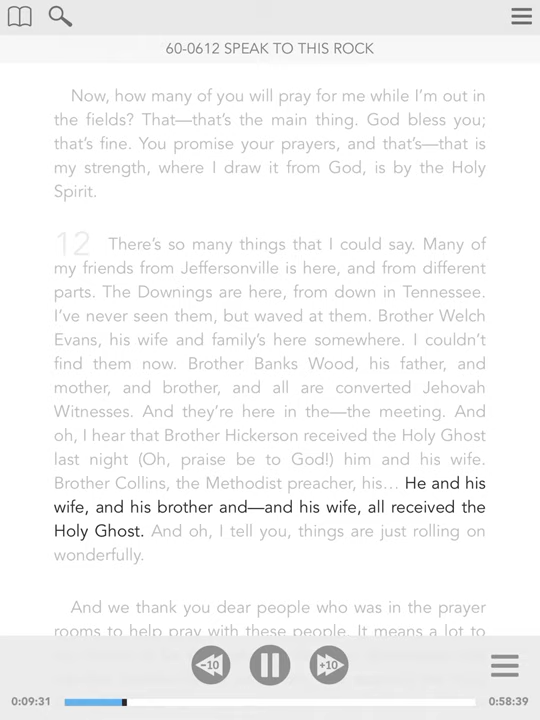 60-0612 SPEAK TO THIS ROCK
Now, how many of you will pray for me while I'm out in
the fields? That—that's the main thing. God bless you;
that's fine. You promise your prayers, and that's—that is
my strength, where I draw it from God, is by the Holy
Spirit.
12 There's so many things that I could say. Many of
my friends from Jeffersonville is here, and from different
parts. The Downings are here, from down in Tennessee.
I've never seen them, but waved at them. Brother Welch
Evans, his wife and family's here somewhere. I couldn't
find them now. Brother Banks Wood, his father, and
mother, and brother, and all are converted Jehovah
Witnesses. And they're here in the—the meeting. And
oh, I hear that Brother Hickerson received the Holy Ghost
last night (Oh, praise be to God!) him and his wife.
Brother Collins, the Methodist preacher, his… He and his
wife, and his brother and—and his wife, all received the
Holy Ghost. And oh, I tell you, things are just rolling on
wonderfully.
And we thank you dear people who was in the prayer
rooms to help pray with these people. It means a lot to
-10
+10
0:09:31
0:58:39